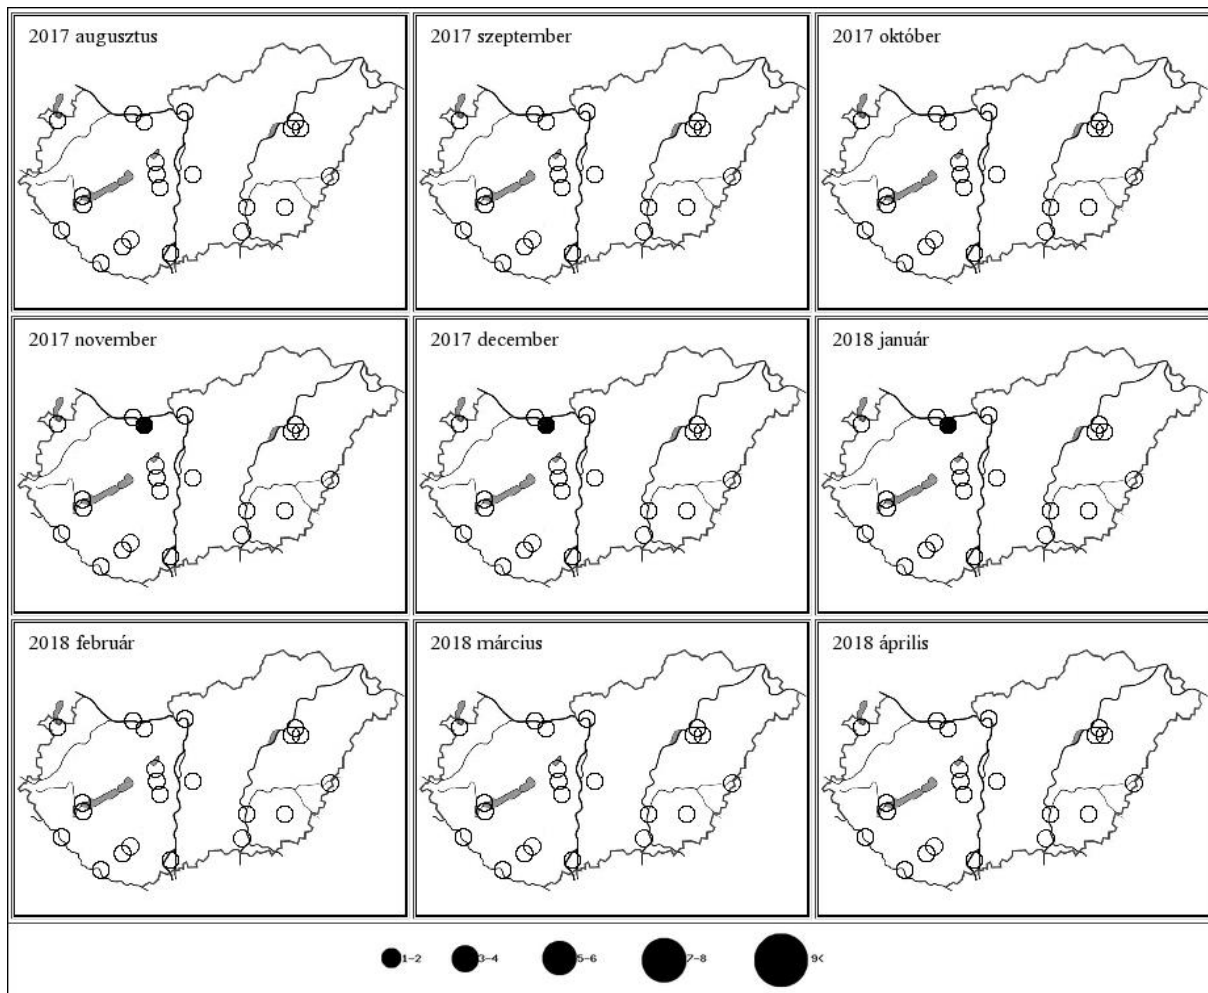 2017 augusztus
2017 szeptember
2017 október
2017 november
2017 december
2018 január
2018 február
2018 március
2018 április
1-2
3-4
5-6
7-8
9<